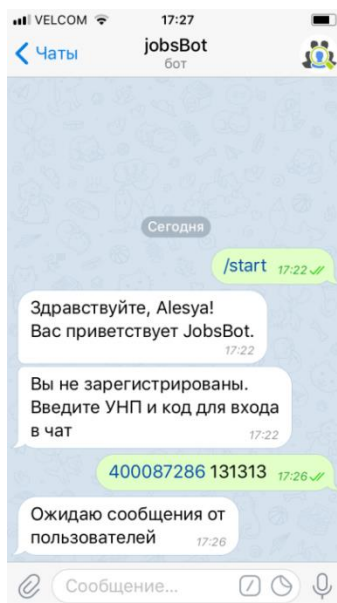 VELCOM 17:27
Чаты jobsBot
бот
Сегодня
/start 17:22
Здравствуйте, Alesya!
Вас приветствует JobsBot.
17:22
Вы не зарегистрированы.
Введите УНП и код для входа
в чат 17:22
400087286 131313 17:26
Ожидаю сообщения от
пользователей 17:26
Сообщение...